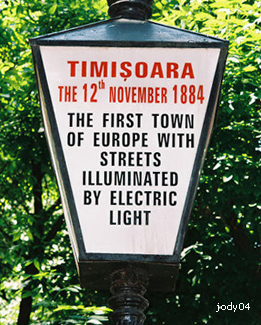 TIMIŞOARA
THE 12th NOVEMBER 1884
THE FIRST TOWN
OF EUROPE WITH
STREETS
ILLUMINATED
BY ELECTRIC
LIGHT
jody04